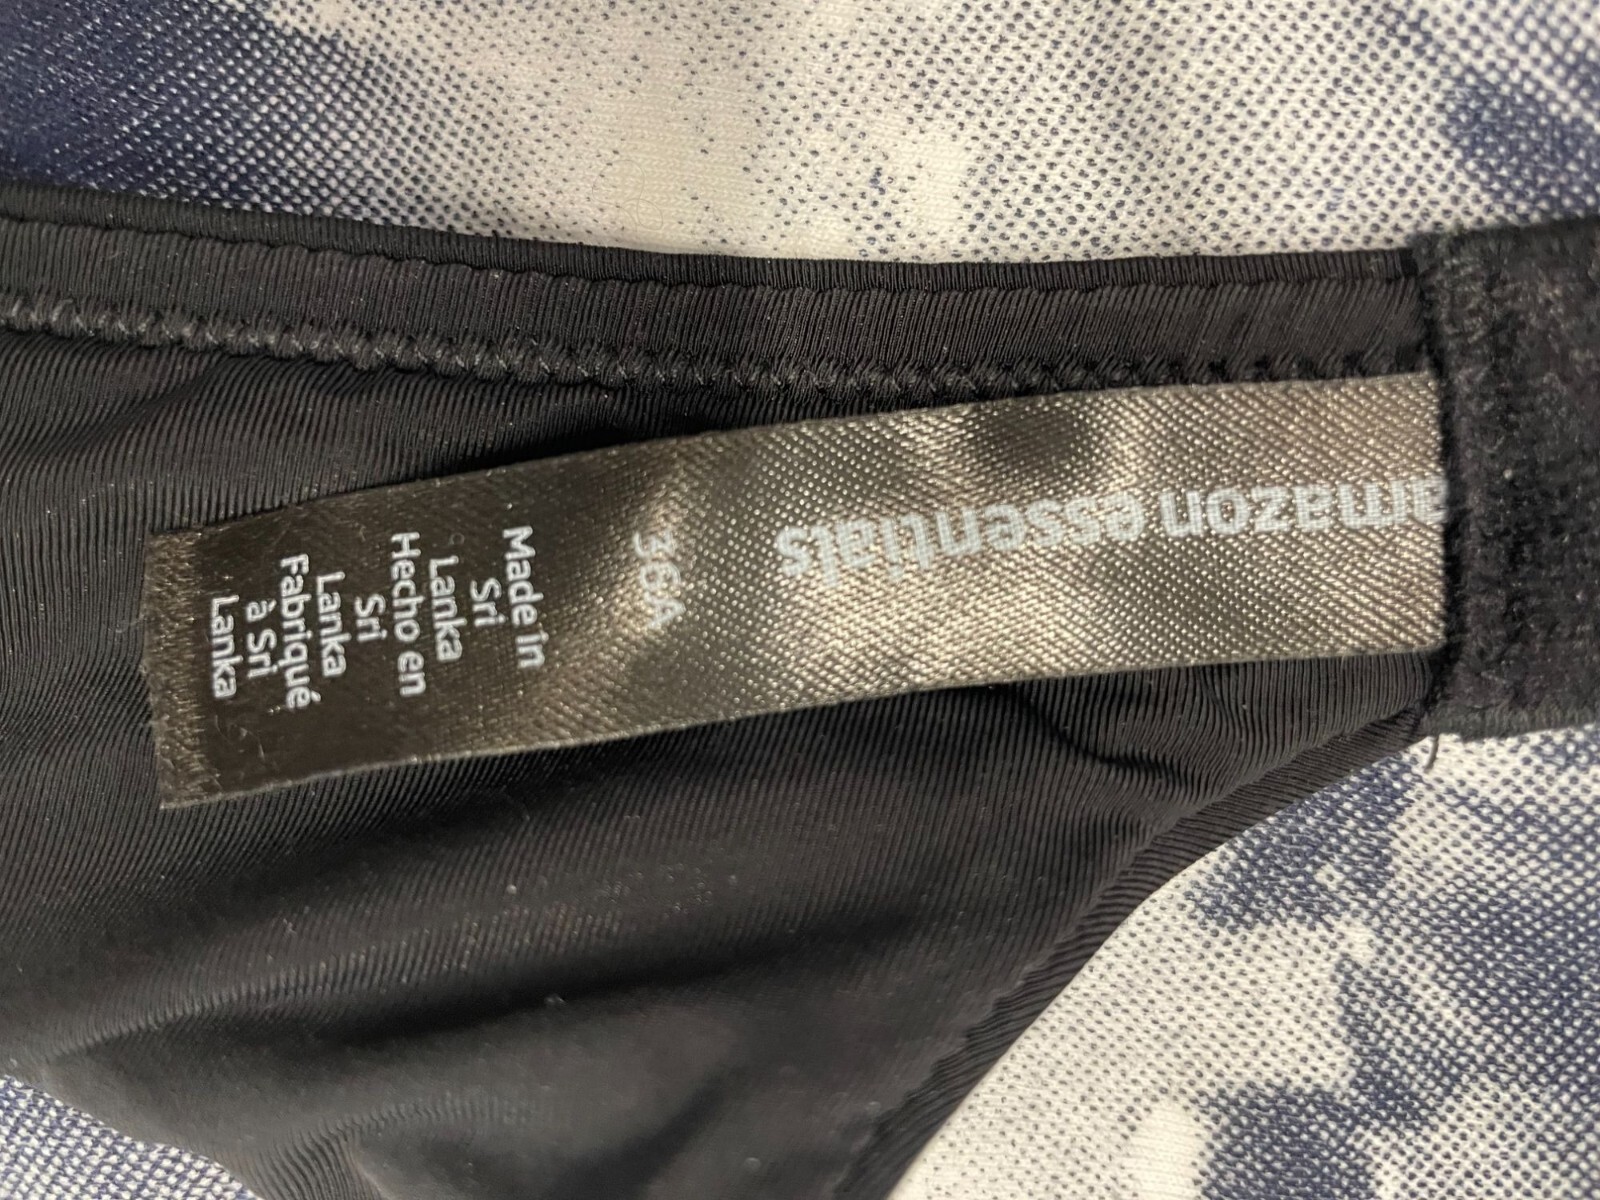 amazon essentials
36A
Made in
Sri
Lanka
Hecho en
Sri
Lanka
Fabriqué
à Sri
Lanka